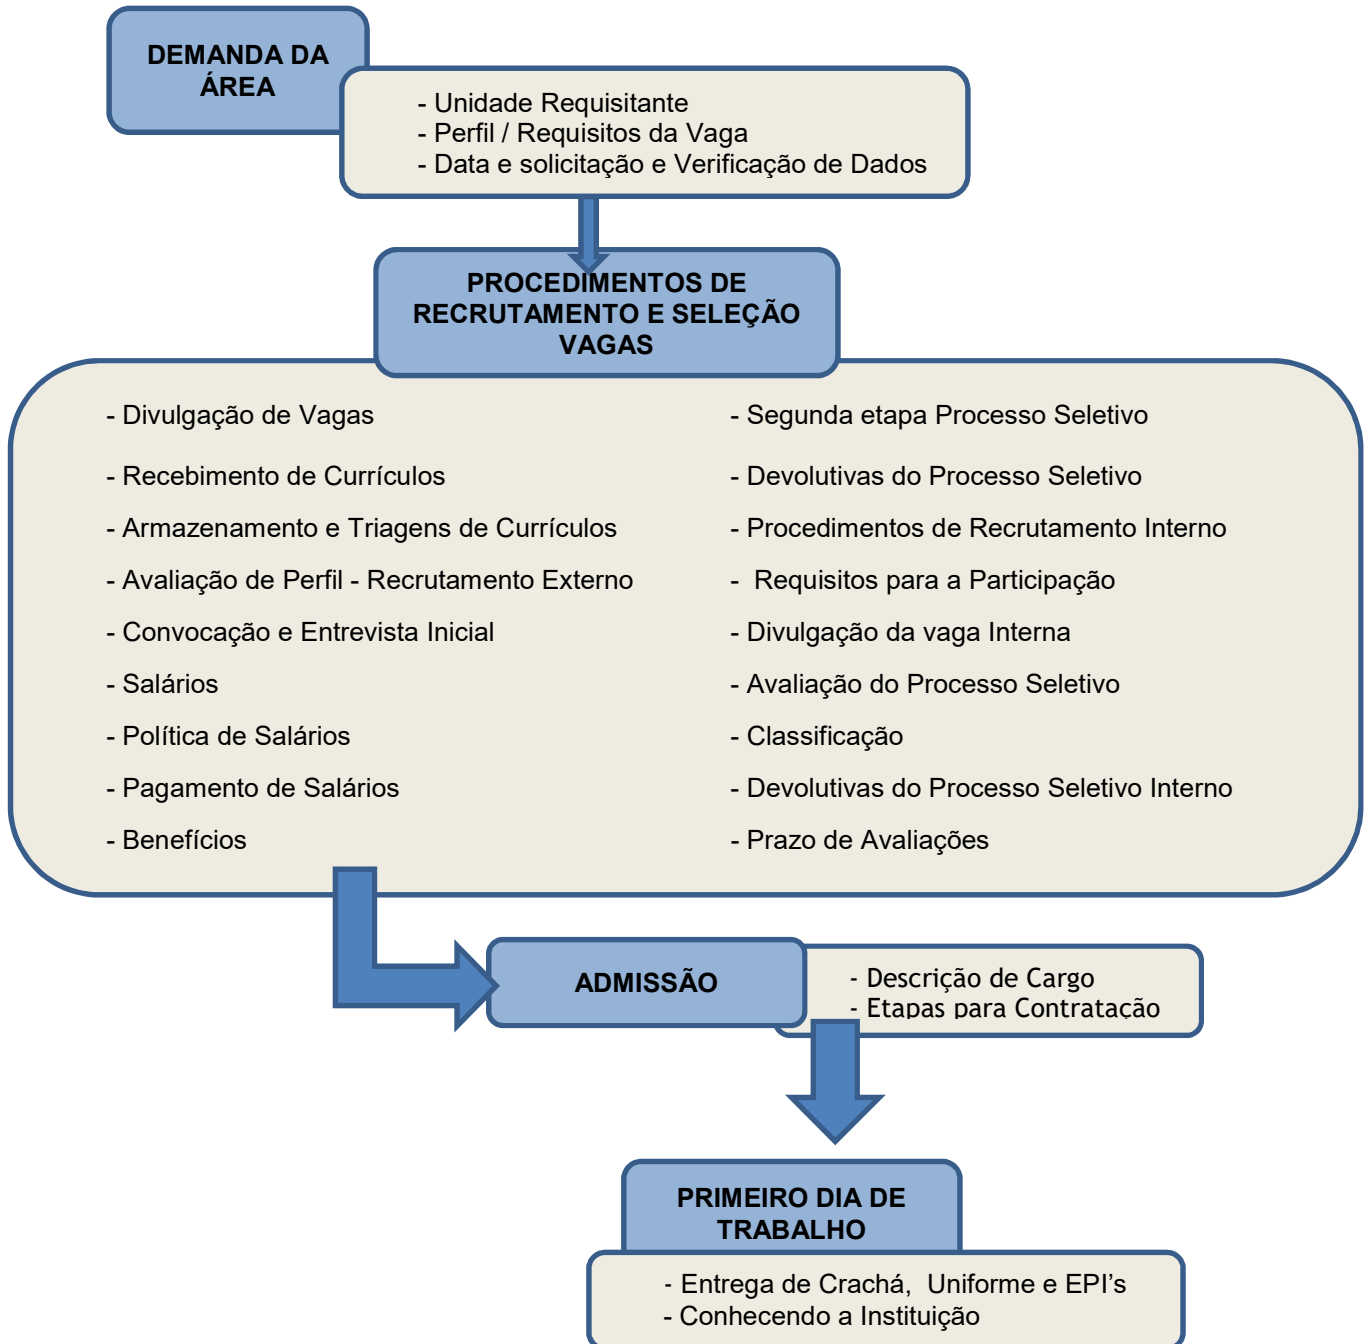 DEMANDA DA
ÁREA
- Unidade Requisitante
- Perfil / Requisitos da Vaga
- Data e solicitação e Verificação de Dados
PROCEDIMENTOS DE
RECRUTAMENTO E SELEÇÃO
VAGAS
- Divulgação de Vagas
- Recebimento de Currículos
- Armazenamento e Triagens de Currículos
- Avaliação de Perfil - Recrutamento Externo
- Convocação e Entrevista Inicial
- Salários
- Política de Salários
- Pagamento de Salários
- Benefícios
- Segunda etapa Processo Seletivo
- Devolutivas do Processo Seletivo
- Procedimentos de Recrutamento Interno
- Requisitos para a Participação
- Divulgação da vaga Interna
- Avaliação do Processo Seletivo
- Classificação
- Devolutivas do Processo Seletivo Interno
- Prazo de Avaliações
ADMISSÃO
- Descrição de Cargo
- Etapas para Contratação
PRIMEIRO DIA DE
TRABALHO
- Entrega de Crachá, Uniforme e EPI’s
- Conhecendo a Instituição